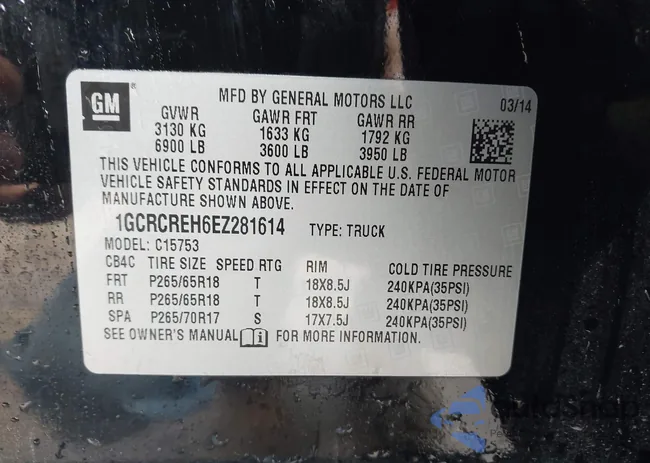 GM ®
MFD BY GENERAL MOTORS LLC 03/14
GVWR GAWR FRT GAWR RR
3130 KG 1633 KG 1792 KG
6900 LB 3600 LB 3950 LB
THIS VEHICLE CONFORMS TO ALL APPLICABLE U.S. FEDERAL MOTOR
VEHICLE SAFETY STANDARDS IN EFFECT ON THE DATE OF
MANUFACTURE SHOWN ABOVE.
1GCRCREH6EZ281614 TYPE: TRUCK
MODEL: C15753
CB4C TIRE SIZE SPEED RTG RIM COLD TIRE PRESSURE
FRT P265/65R18 T 18X8.5J 240KPA(35PSI)
RR P265/65R18 T 18X8.5J 240KPA(35PSI)
SPA P265/70R17 S 17X7.5J 240KPA(35PSI)
SEE OWNER'S MANUAL FOR MORE INFORMATION.
AutoShop